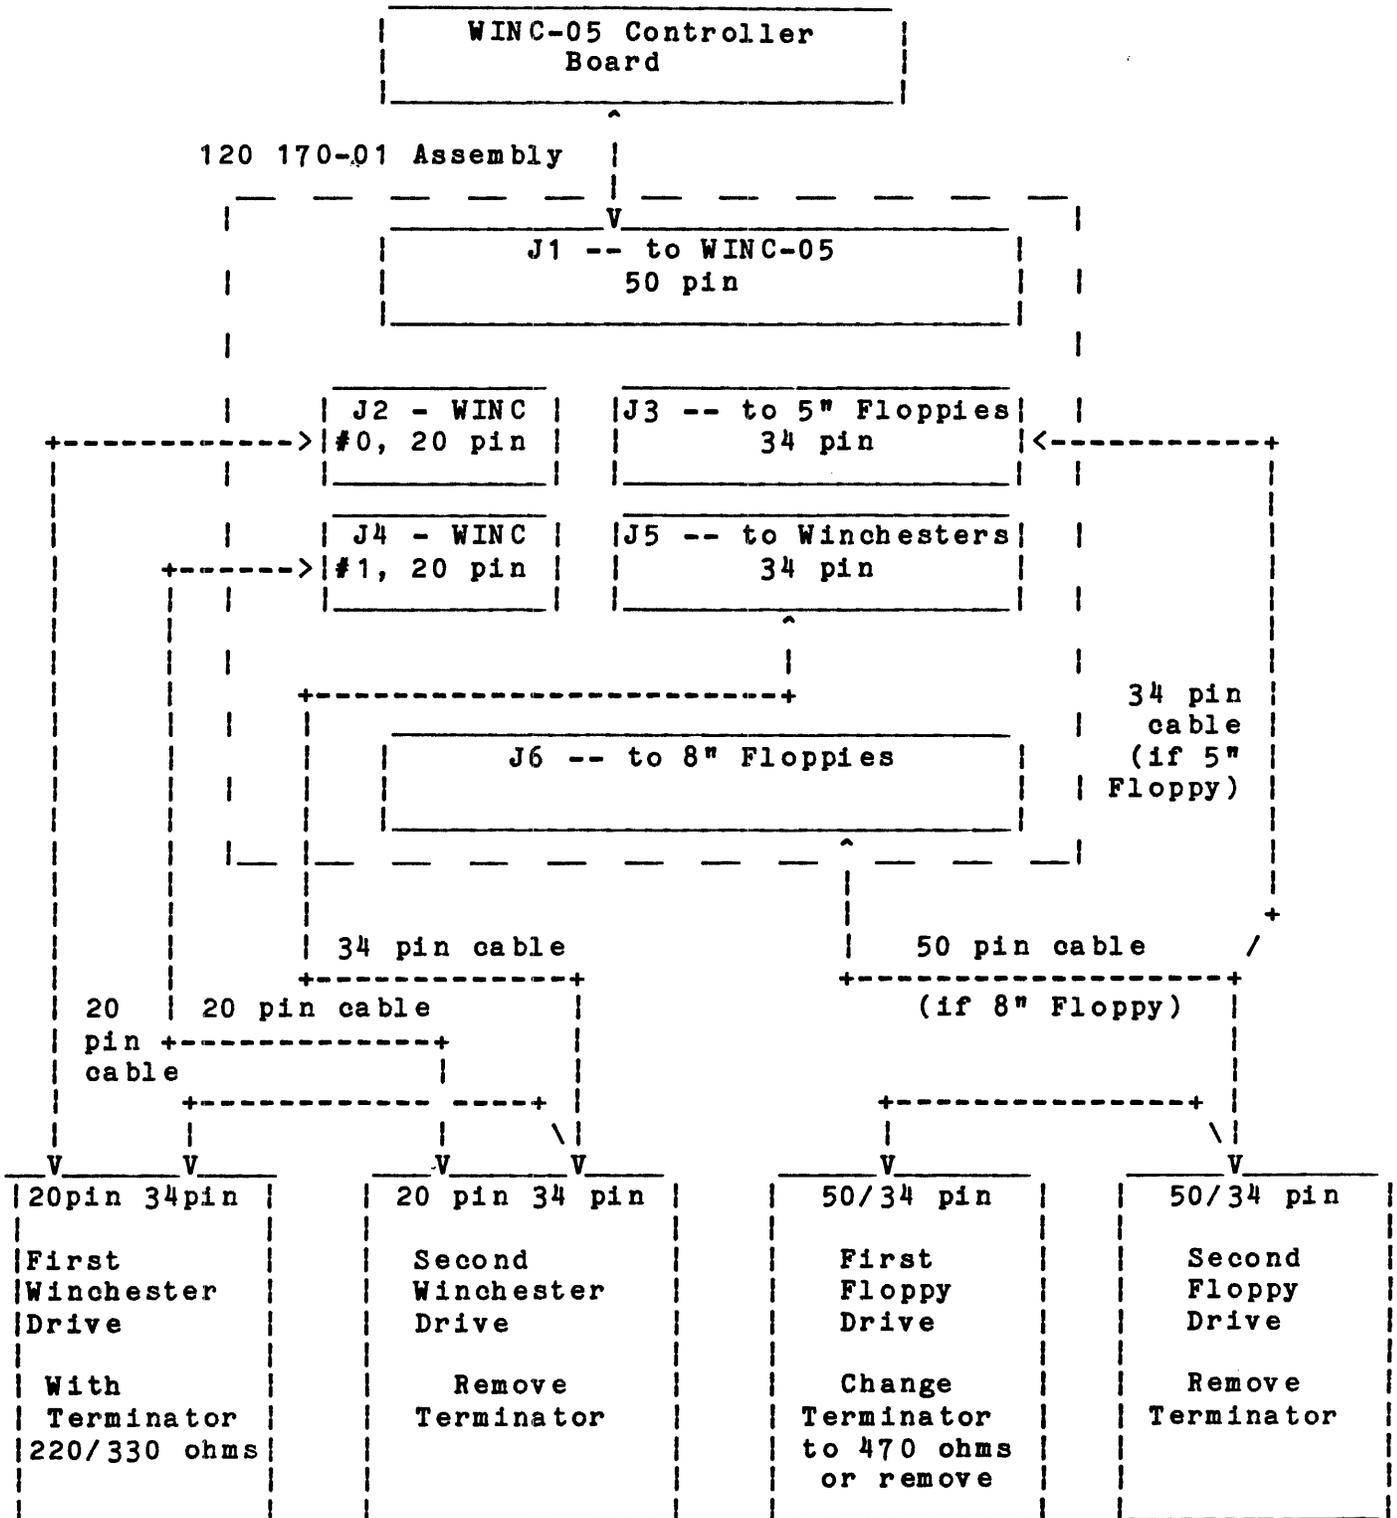 WINC-05 Controller
Board
120 170-01 Assembly
J1 -- to WINC-05
50 pin
J2 - WINC
#0, 20 pin
J3 -- to 5" Floppies
34 pin
J4 - WINC
#1, 20 pin
J5 -- to Winchesters
34 pin
34 pin
cable
(if 5"
Floppy)
J6 -- to 8" Floppies
34 pin cable
50 pin cable
(if 8" Floppy)
20
pin
cable
20 pin cable
20pin 34pin
First
Winchester
Drive
With
Terminator
220/330 ohms
20 pin 34 pin
Second
Winchester
Drive
Remove
Terminator
50/34 pin
First
Floppy
Drive
Change
Terminator
to 470 ohms
or remove
50/34 pin
Second
Floppy
Drive
Remove
Terminator